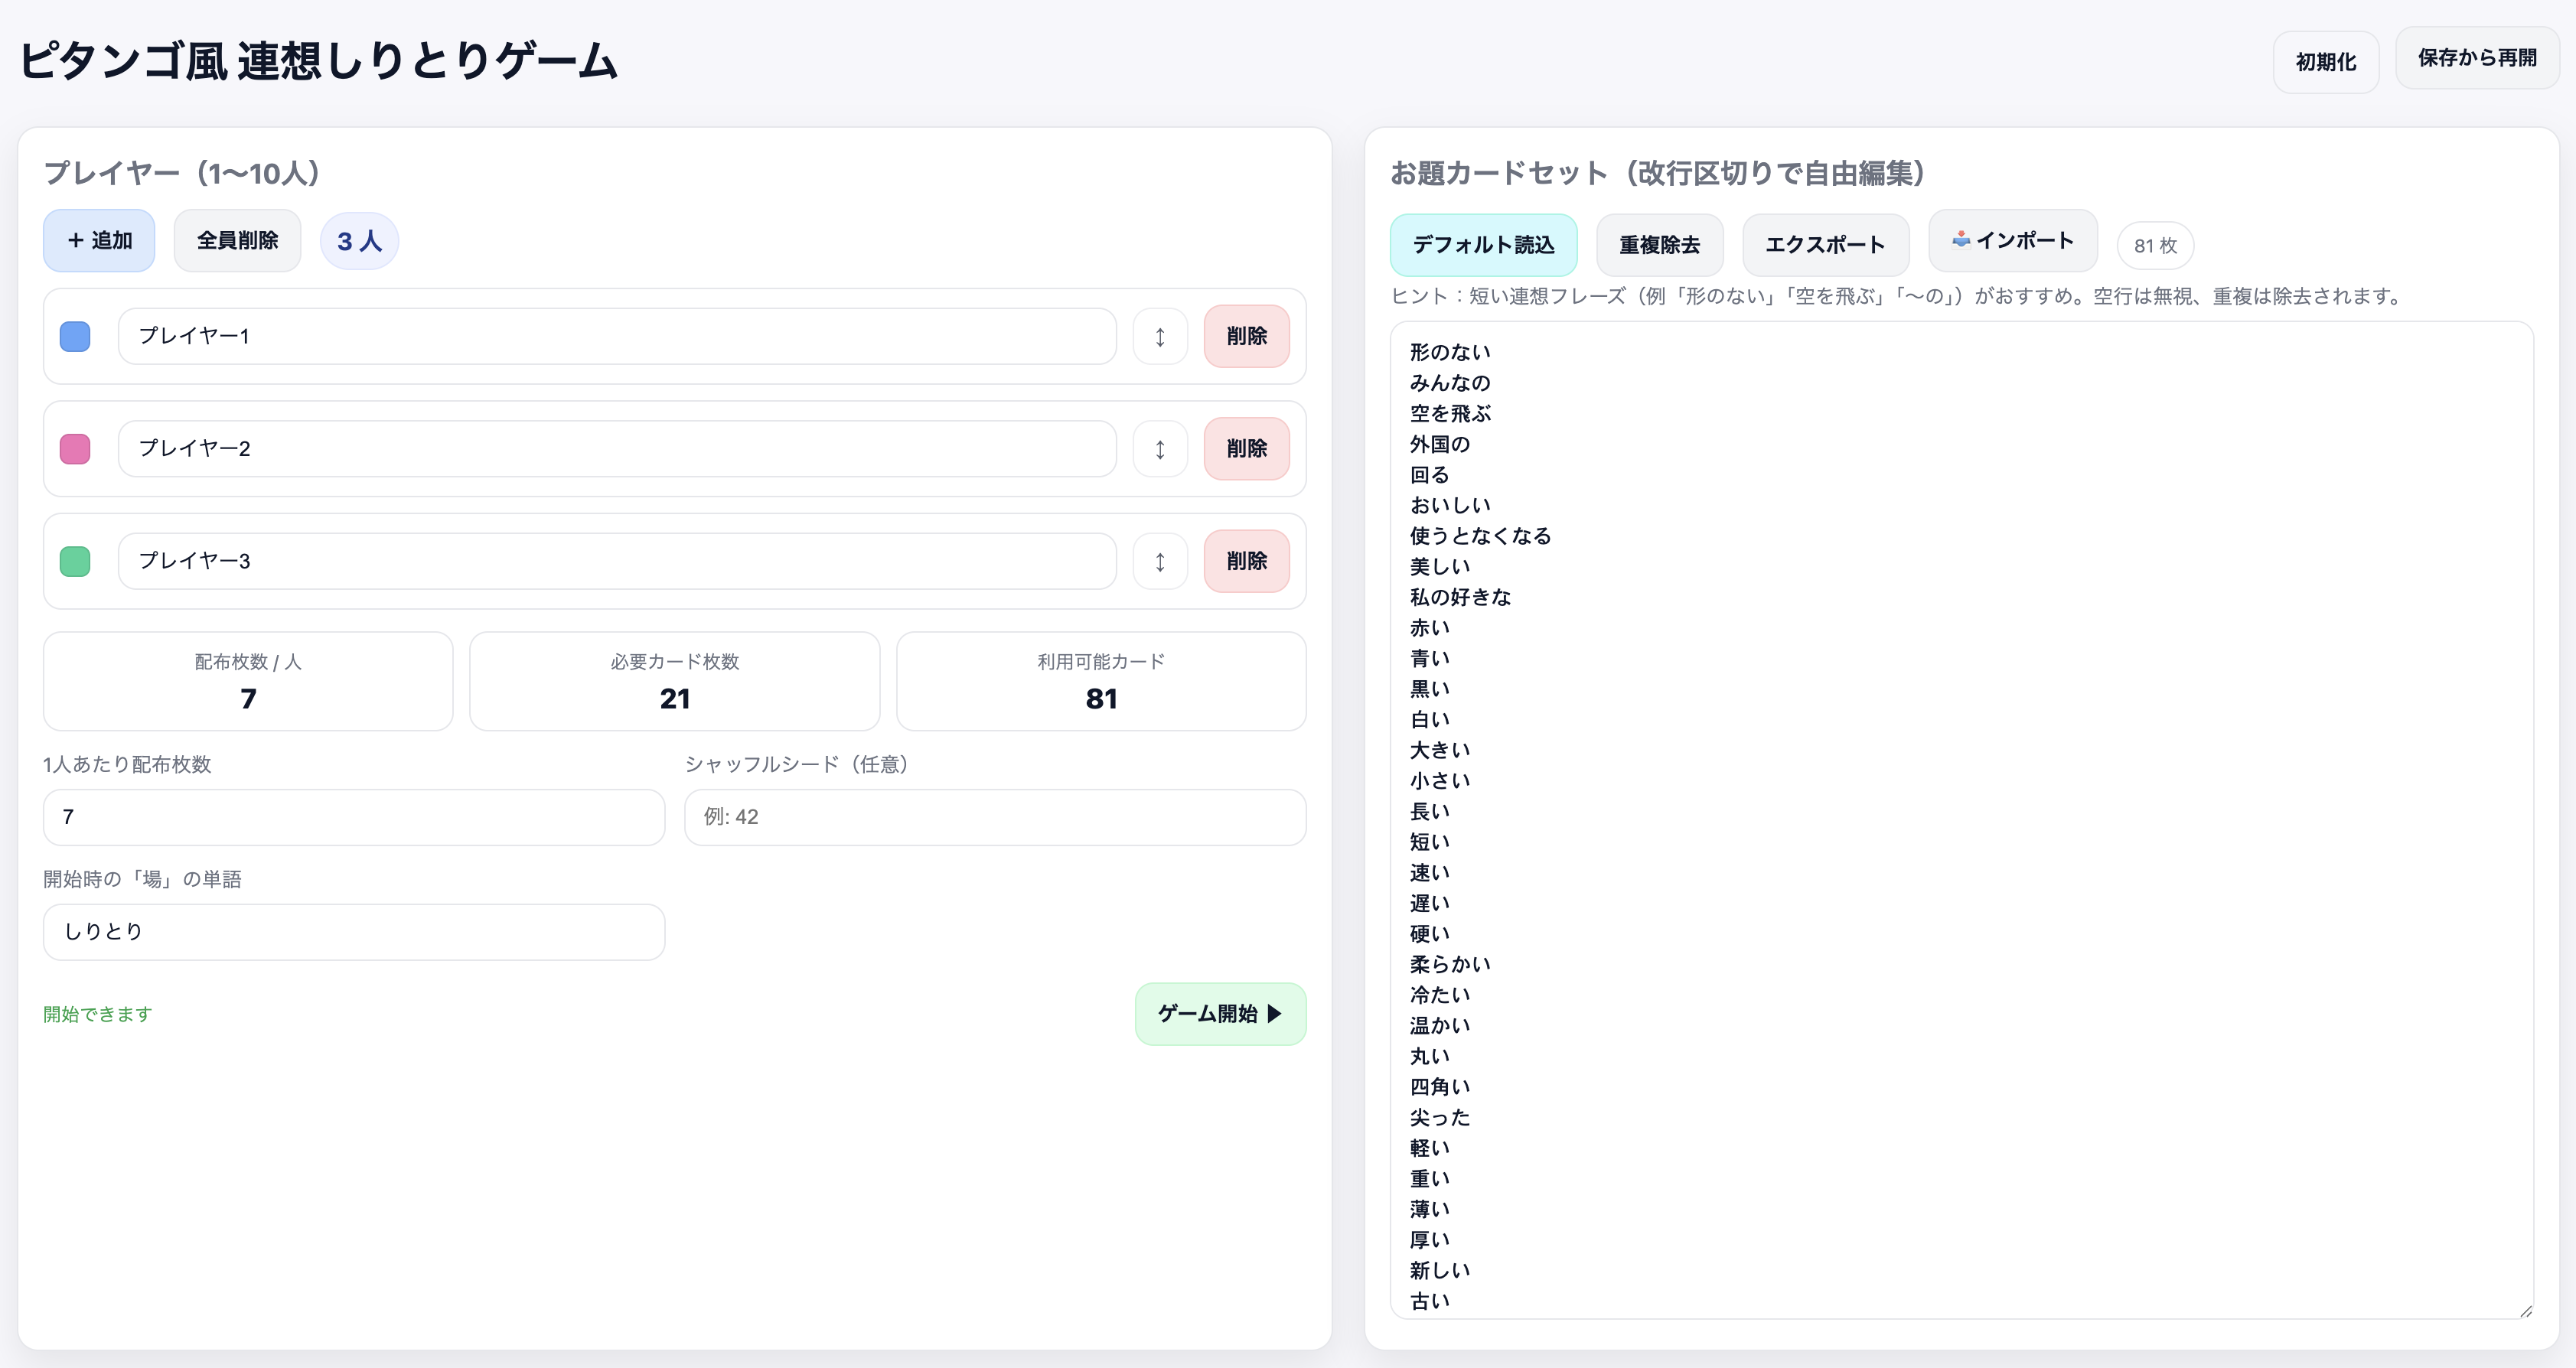 ピタンゴ風 連想しりとりゲーム
初期化
保存から再開
プレイヤー（1〜10人）
＋ 追加
全員削除
3 人
プレイヤー1
↕
削除
プレイヤー2
↕
削除
プレイヤー3
↕
削除
配布枚数 / 人
7
必要カード枚数
21
利用可能カード
81
1人あたり配布枚数
7
シャッフルシード（任意）
例: 42
開始時の「場」の単語
しりとり
開始できます
ゲーム開始 ▶
お題カードセット（改行区切りで自由編集）
デフォルト読込
重複除去
エクスポート
📥 インポート
81 枚
ヒント：短い連想フレーズ（例「形のない」「空を飛ぶ」「〜の」）がおすすめ。空行は無視、重複は除去されます。
形のない
みんなの
空を飛ぶ
外国の
回る
おいしい
使うとなくなる
美しい
私の好きな
赤い
青い
黒い
白い
大きい
小さい
長い
短い
速い
遅い
硬い
柔らかい
冷たい
温かい
丸い
四角い
尖った
軽い
重い
薄い
厚い
新しい
古い